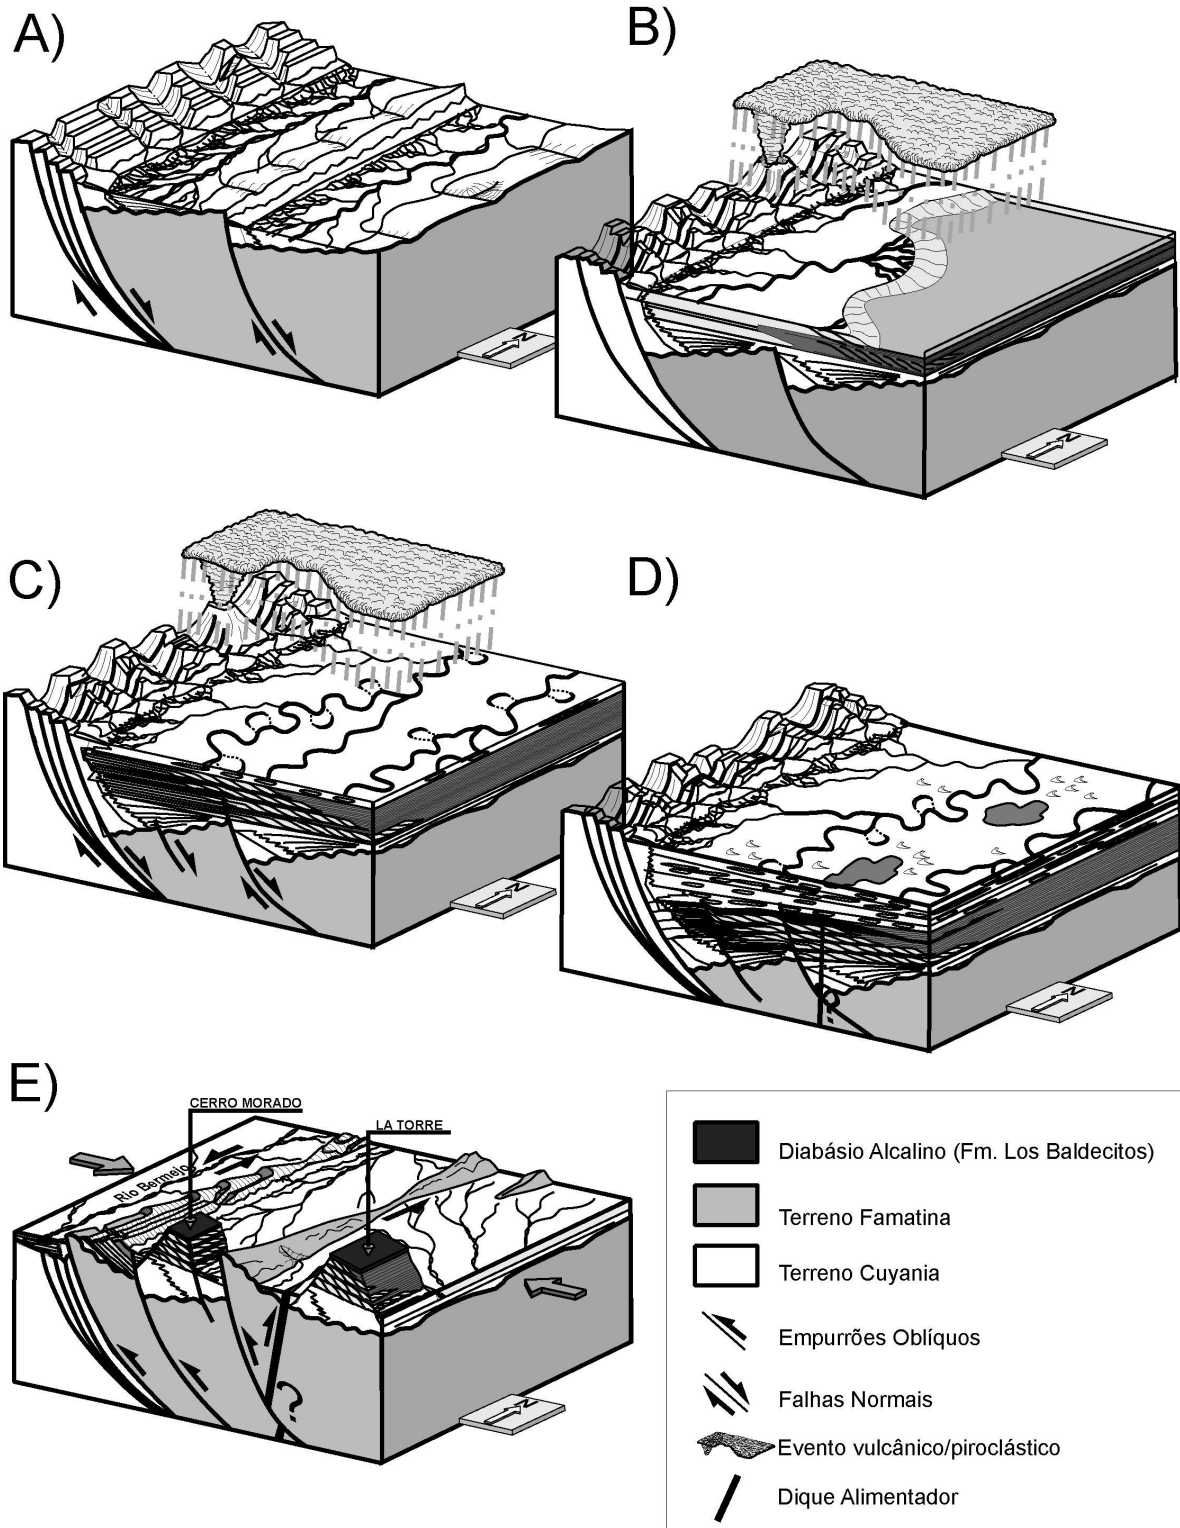 A)
B)
N
N
C)
D)
N
N
E)
CERRO MORADO
LA TORRE
Rio Bermejo
?
?
N
Diabásio Alcalino (Fm. Los Baldecitos)
Terreno Famatina
Terreno Cuyania
Empurrões Oblíquos
Falhas Normais
Evento vulcânico/piroclástico
Dique Alimentador